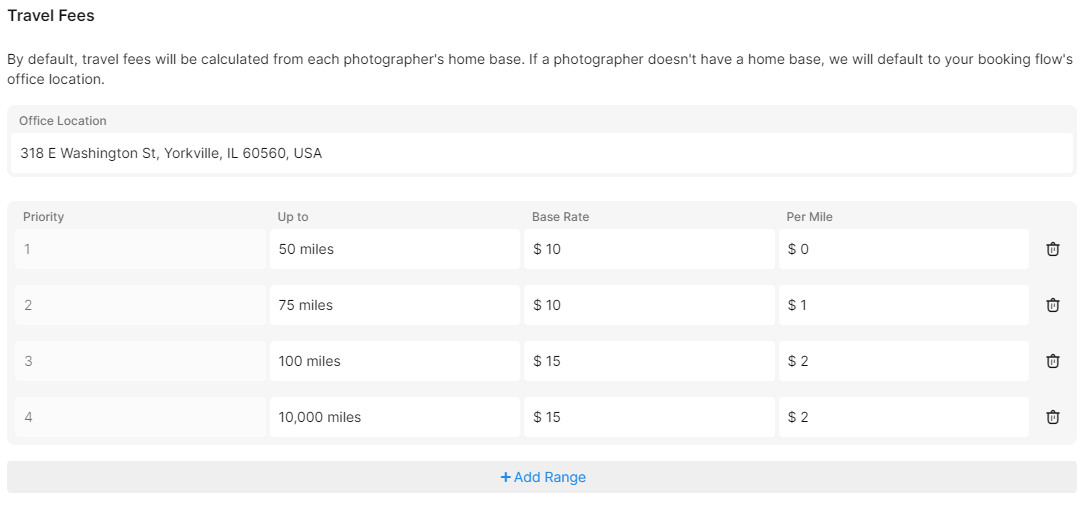 Travel Fees
By default, travel fees will be calculated from each photographer's home base. If a photographer doesn't have a home base, we will default to your booking flow's
office location.
Office Location
318 E Washington St, Yorkville, IL 60560, USA
Priority Up to Base Rate Per Mile
1 50 miles $ 10 $ 0
2 75 miles $ 10 $ 1
3 100 miles $ 15 $ 2
4 10,000 miles $ 15 $ 2
+ Add Range